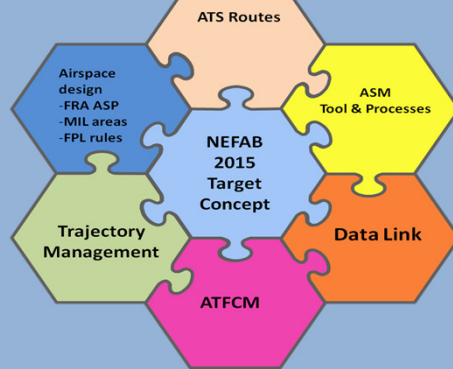 ATS Routes
Airspace
design
-FRA ASP
-MIL areas
-FPL rules
ASM
Tool & Processes
NEFAB
2015
Target
Concept
Trajectory
Management
Data Link
ATFCM